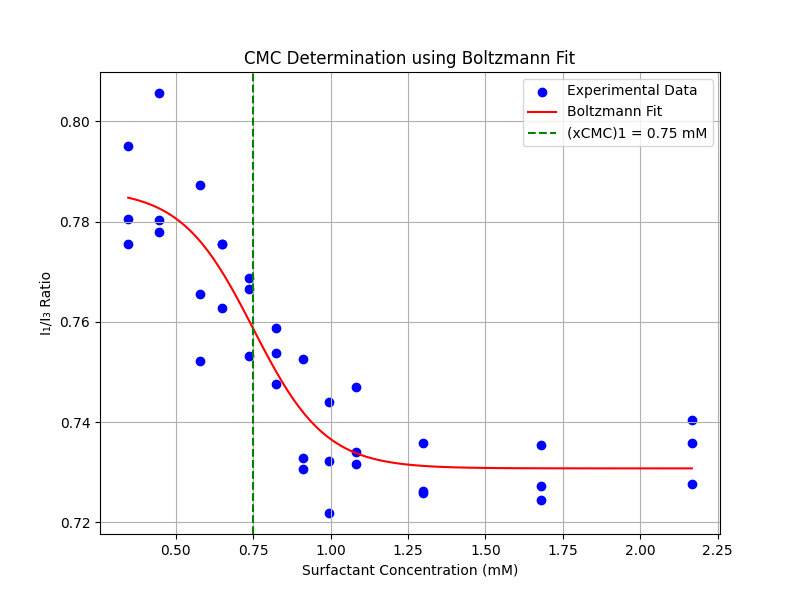 CMC Determination using Boltzmann Fit
Experimental Data
Boltzmann Fit
(xCMC)1 = 0.75 mM
I₁/I₃ Ratio
0.80
0.78
0.76
0.74
0.72
0.50 0.75 1.00 1.25 1.50 1.75 2.00 2.25
Surfactant Concentration (mM)